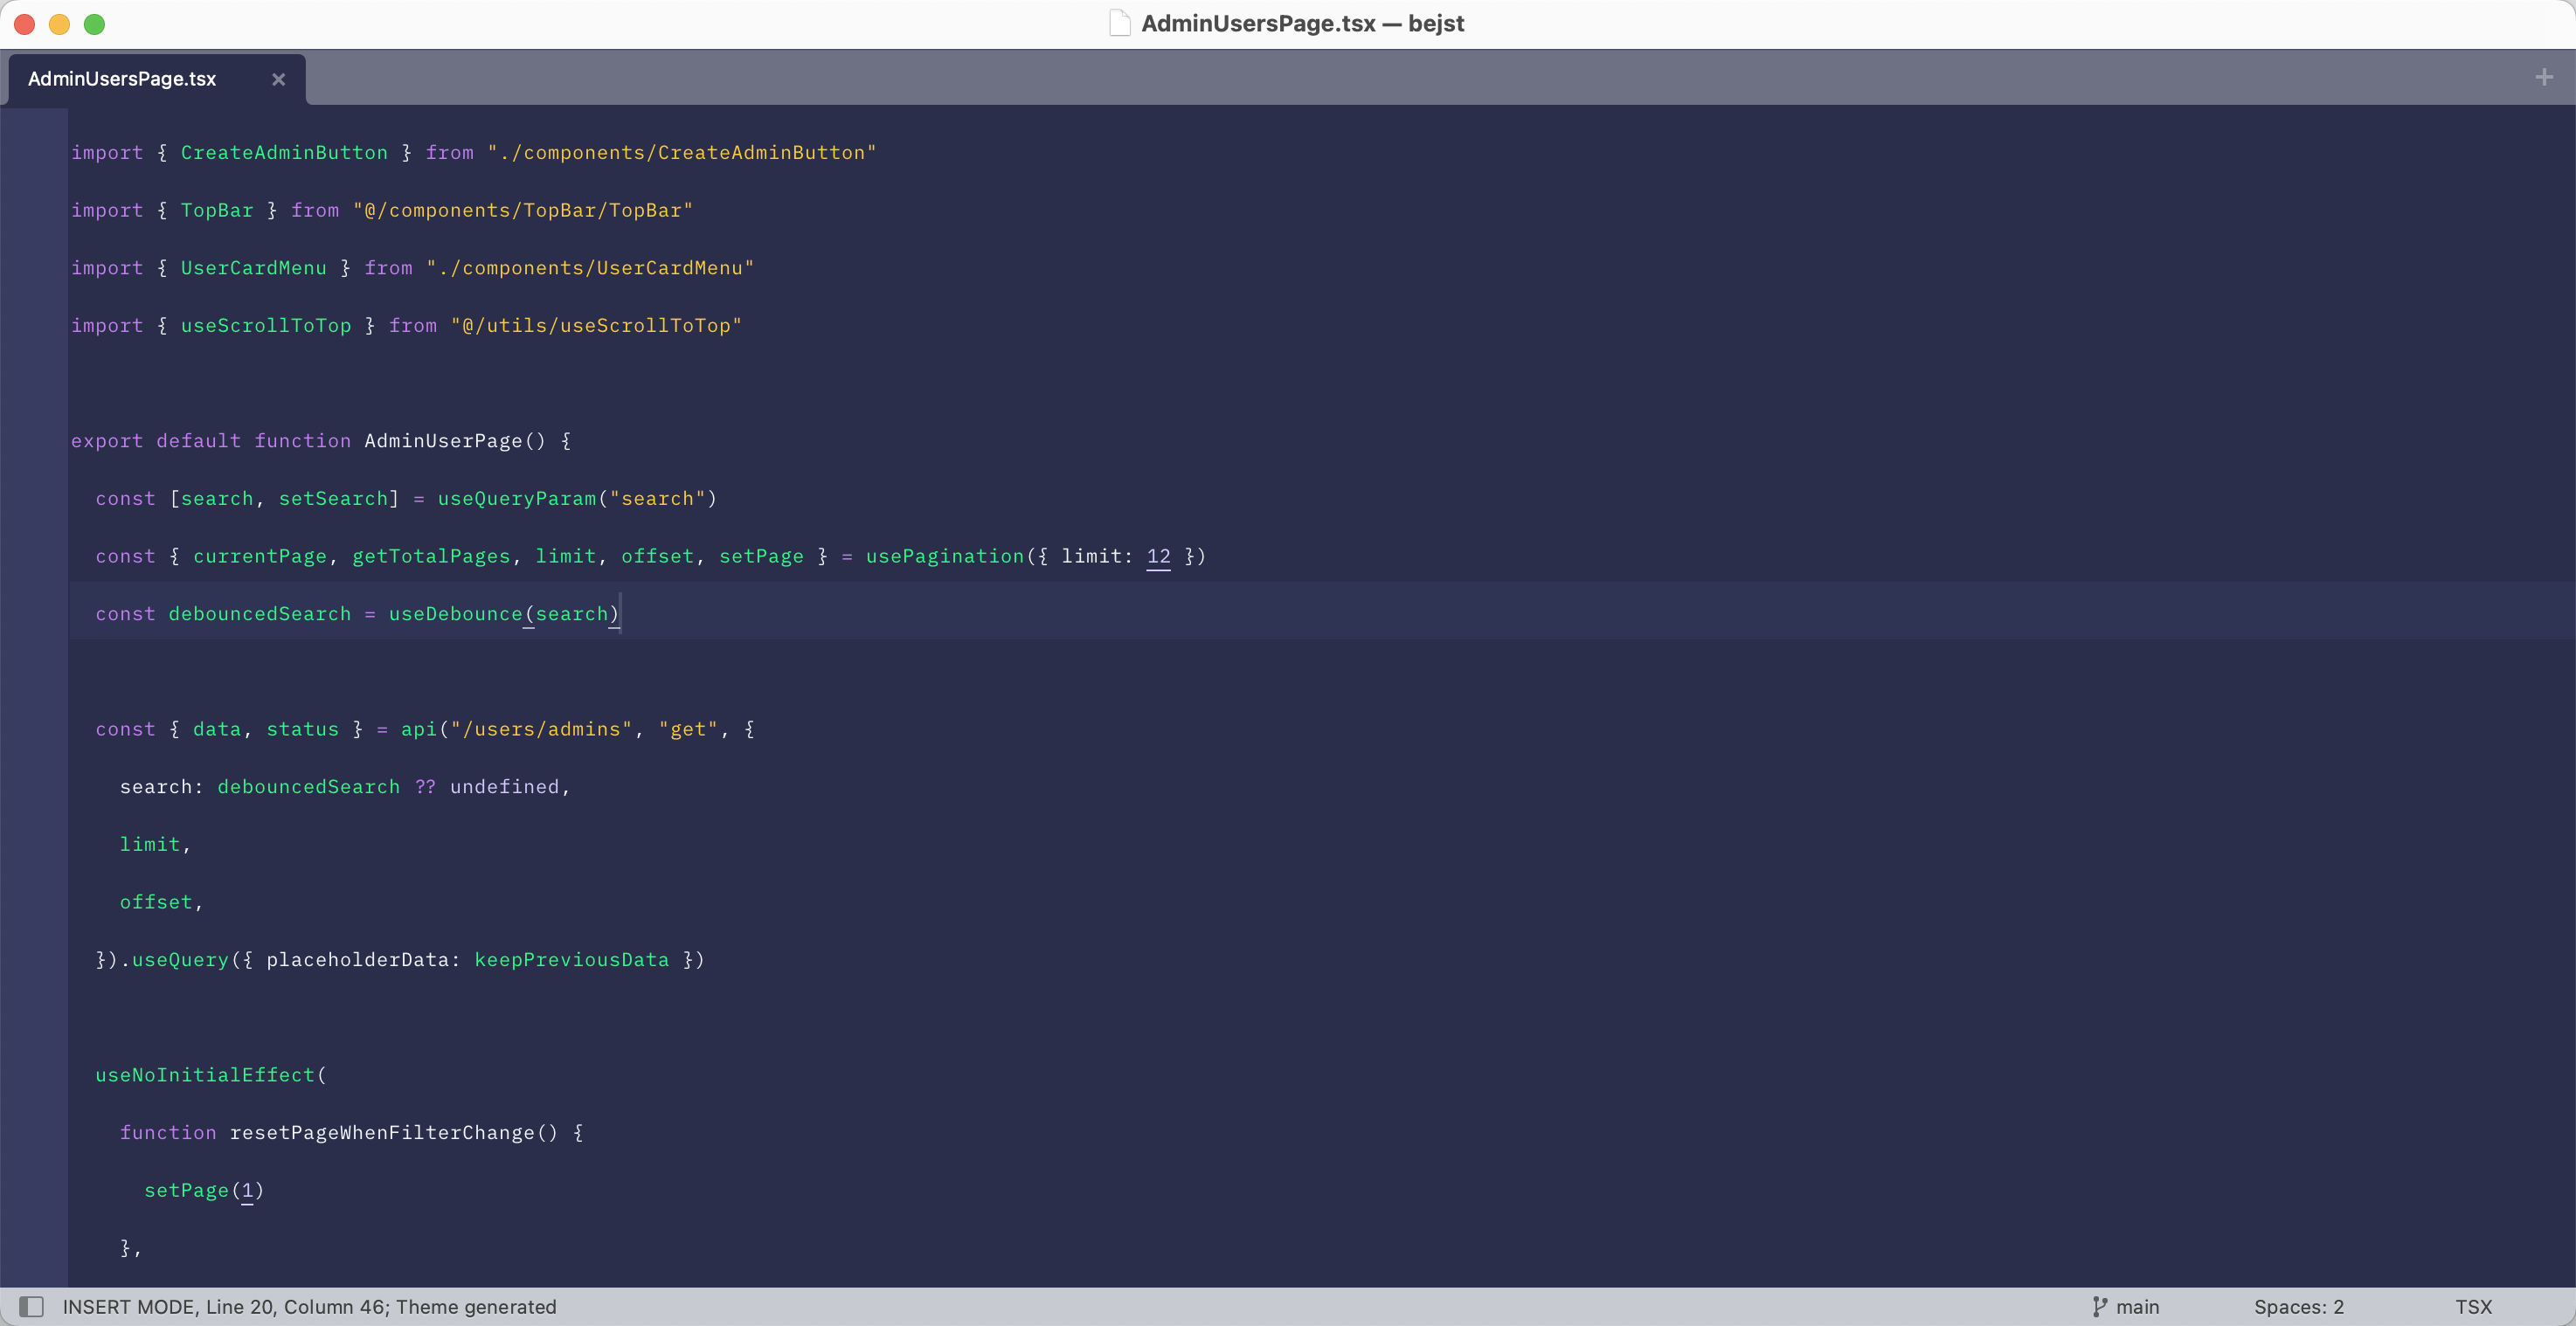 AdminUsersPage.tsx — bejst
AdminUsersPage.tsx
import { CreateAdminButton } from "./components/CreateAdminButton"
import { TopBar } from "@/components/TopBar/TopBar"
import { UserCardMenu } from "./components/UserCardMenu"
import { useScrollToTop } from "@/utils/useScrollToTop"
export default function AdminUserPage() {
  const [search, setSearch] = useQueryParam("search")
  const { currentPage, getTotalPages, limit, offset, setPage } = usePagination({ limit: 12 })
  const debouncedSearch = useDebounce(search)
  const { data, status } = api("/users/admins", "get", {
    search: debouncedSearch ?? undefined,
    limit,
    offset,
  }).useQuery({ placeholderData: keepPreviousData })
  useNoInitialEffect(
    function resetPageWhenFilterChange() {
      setPage(1)
    },
INSERT MODE, Line 20, Column 46; Theme generated
main
Spaces: 2
TSX